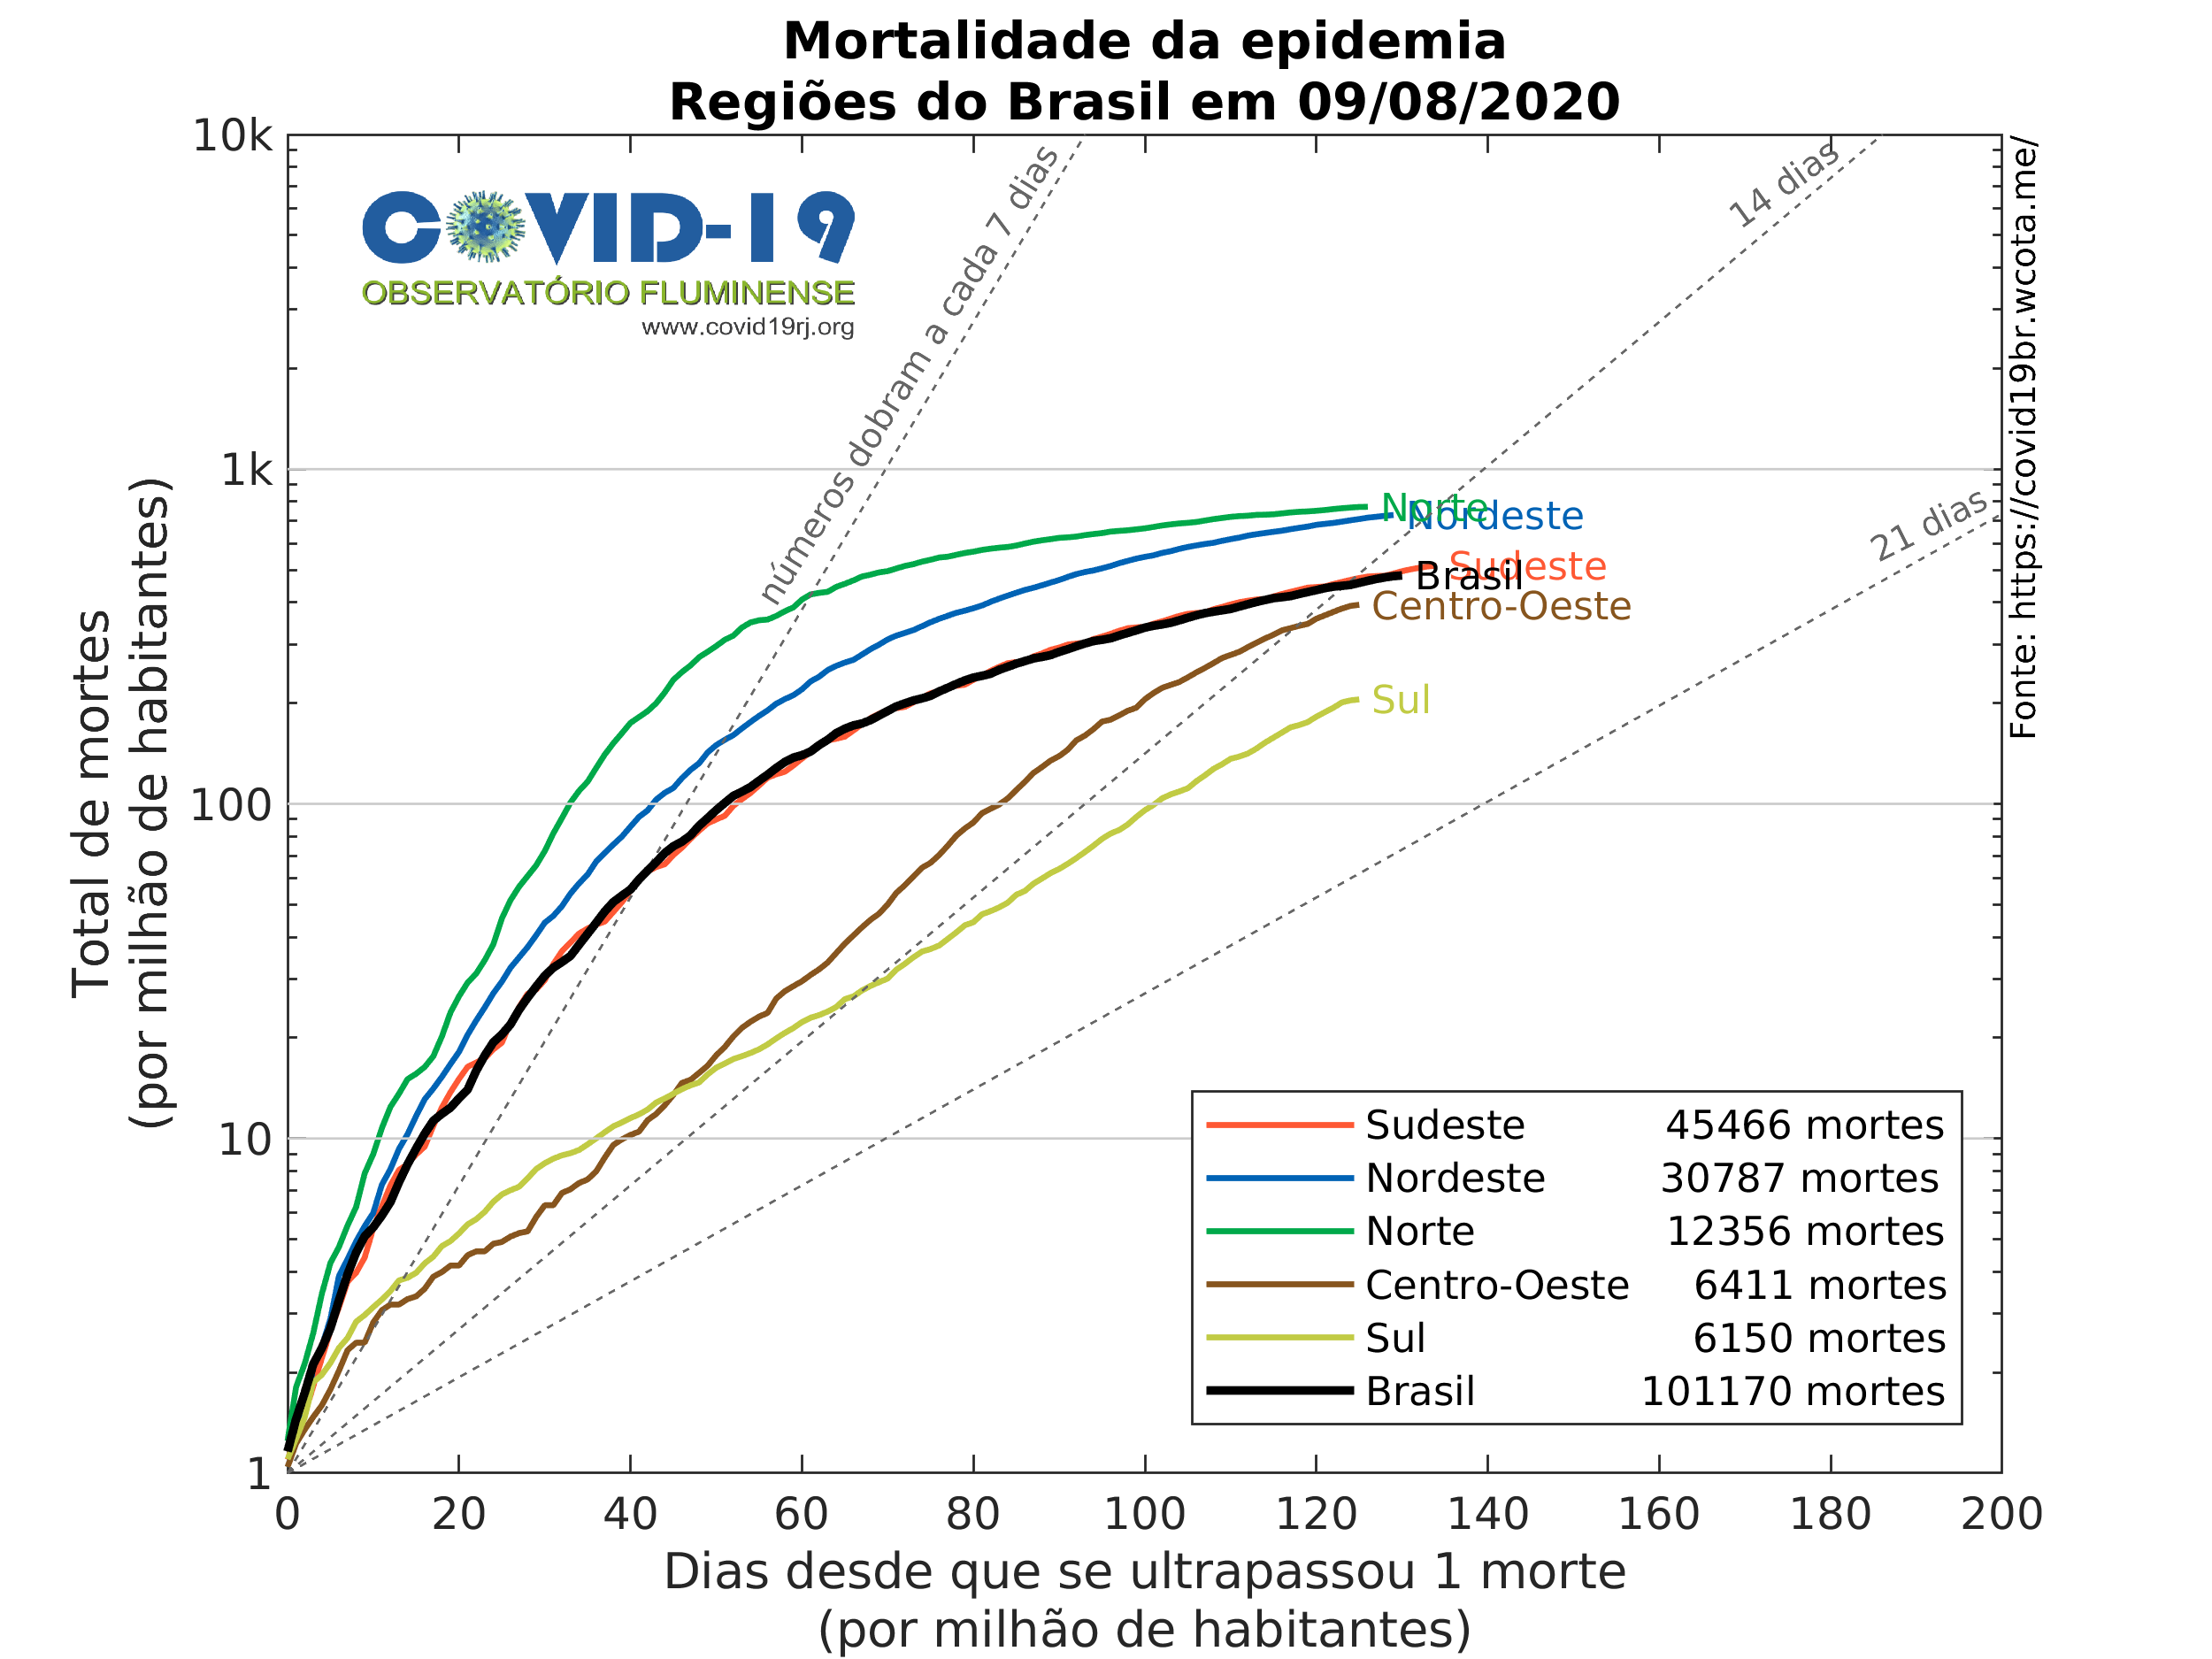 Mortalidade da epidemia
Regiões do Brasil em 09/08/2020
10k
1k
100
10
1
Total de mortes
(por milhão de habitantes)
COVID-19
OBSERVATÓRIO FLUMINENSE
www.covid19rj.org
números dobram a cada 7 dias
14 dias
21 dias
Fonte: https://covid19br.wcota.me/
Norte
Nordeste
Sudeste
Brasil
Centro-Oeste
Sul
Sudeste 45466 mortes
Nordeste 30787 mortes
Norte 12356 mortes
Centro-Oeste 6411 mortes
Sul 6150 mortes
Brasil 101170 mortes
0 20 40 60 80 100 120 140 160 180 200
Dias desde que se ultrapassou 1 morte
(por milhão de habitantes)